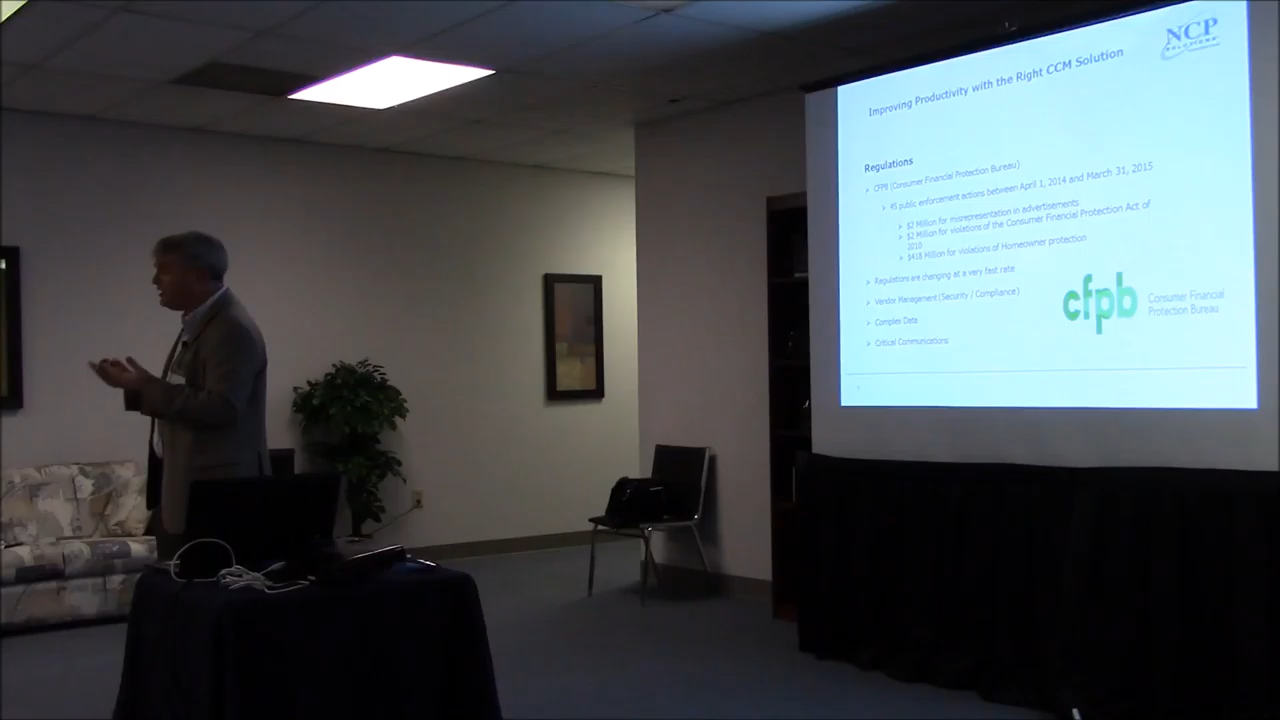 NCP
SOLUTIONS
Improving Productivity with the Right CCM Solution
Regulations
CFPB (Consumer Financial Protection Bureau)
45 public enforcement actions between April 1, 2014 and March 31, 2015
$2 Million for misrepresentation in advertisements
$2 Million for violations of the Consumer Financial Protection Act of
2010
$418 Million for violations of Homeowner protection
Regulations are changing at a very fast rate
Vendor Management (Security / Compliance)
Complex Data
Critical Communications
cfpb Consumer Financial
Protection Bureau